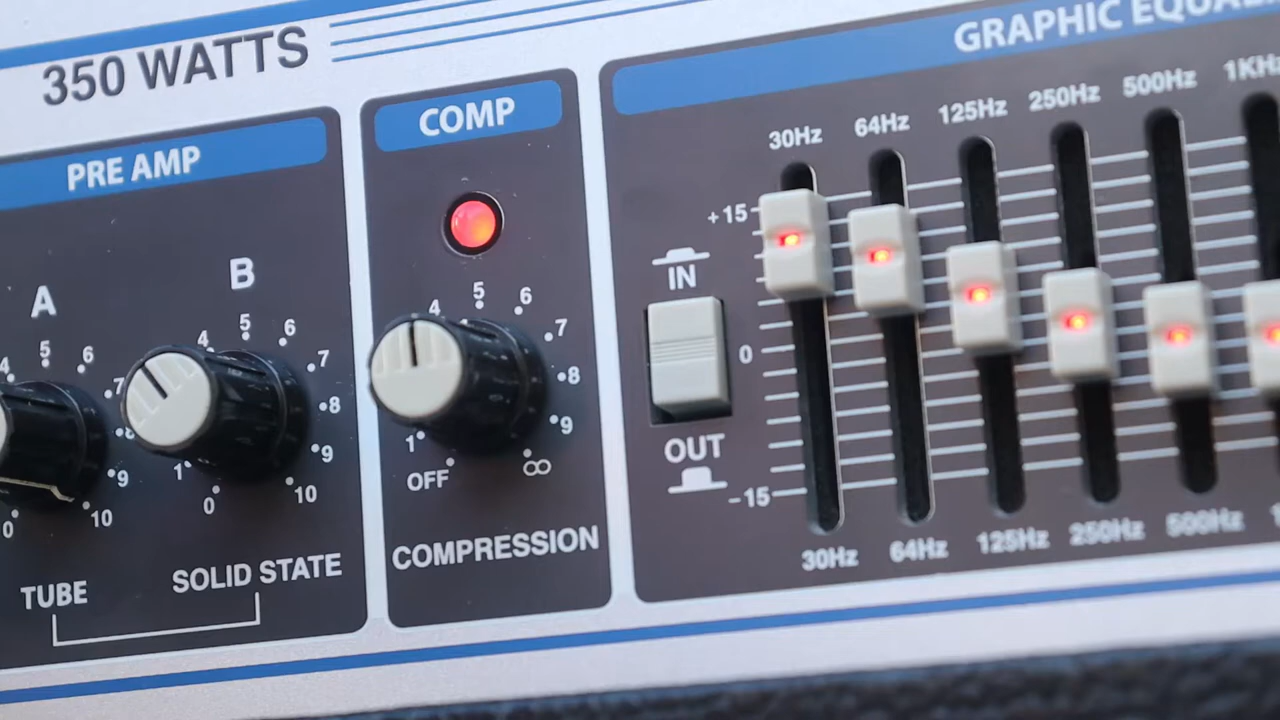 350 WATTS
PRE AMP
A
4 5 6 7 8 9 10 0
TUBE
B
4 5 6 7 8 9 10 0 1
SOLID STATE
COMP
4 5 6 7 8 9 ∞
OFF 1
COMPRESSION
GRAPHIC
30Hz 64Hz 125Hz 250Hz 500Hz 1KHz
+15
IN
0
OUT
-15
30Hz 64Hz 125Hz 250Hz 500Hz